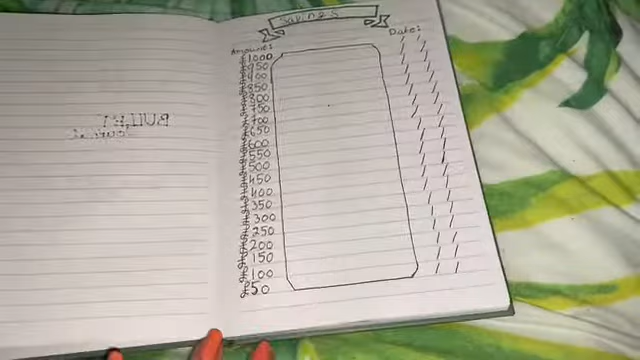 Savings
Amount:
Date:
1000 / /
950 / /
900 / /
850 / /
800 / /
750 / /
700 / /
650 / /
600 / /
550 / /
500 / /
450 / /
400 / /
350 / /
300 / /
250 / /
200 / /
150 / /
100 / /
50